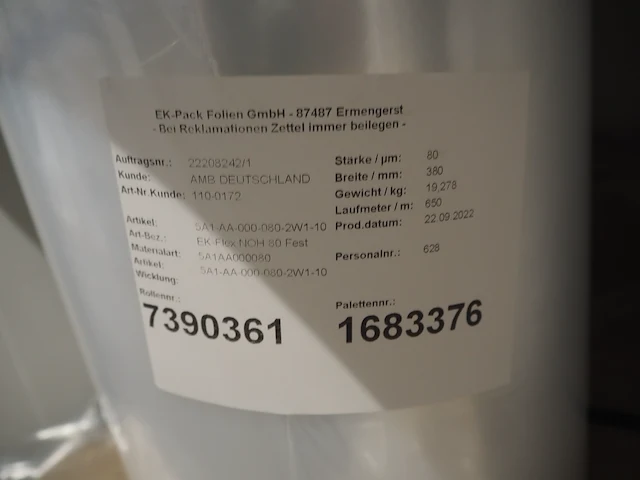 EK-Pack Folien GmbH - 87487 Ermengerst
- Bei Reklamationen Zettel immer beilegen -
Auftragsnr.: 22208242/1
Kunde: AMB DEUTSCHLAND
Art-Nr.Kunde: 110-0172
Artikel: 5A1-AA-000-080-2W1-10
Art-Bez.: EK-Flex NOH 80 Fest
Materialart: 5A1AA000080
Artikel: 5A1-AA-000-080-2W1-10
Wicklung:
Rollennr.:
7390361
Stärke / µm: 80
Breite / mm: 380
Gewicht / kg: 19,278
Laufmeter / m: 650
Prod.datum: 22.09.2022
Personalnr.: 628
Palettennr.:
1683376